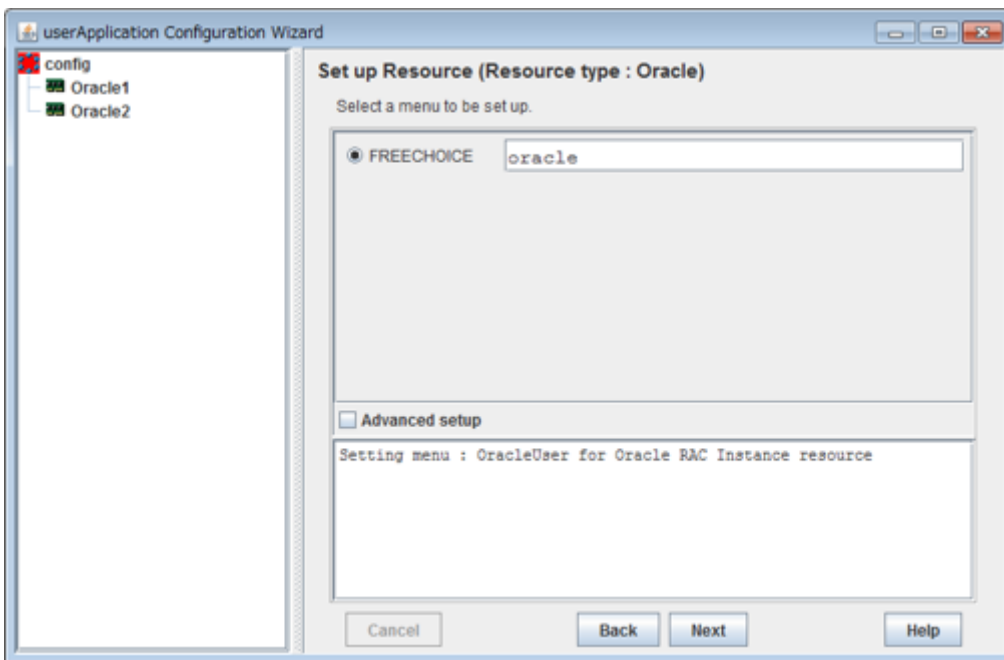 userApplication Configuration Wizard
config
Oracle1
Oracle2
Set up Resource (Resource type : Oracle)
Select a menu to be set up.
FREECHOICE oracle
Advanced setup
Setting menu : OracleUser for Oracle RAC Instance resource
Cancel Back Next Help